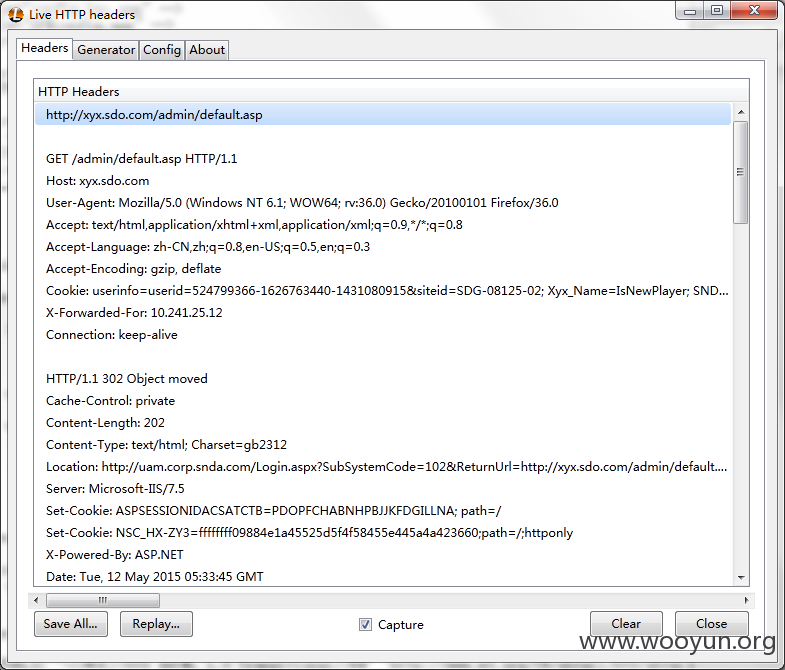 Live HTTP headers
Headers Generator Config About
HTTP Headers
http://xyx.sdo.com/admin/default.asp
GET /admin/default.asp HTTP/1.1
Host: xyx.sdo.com
User-Agent: Mozilla/5.0 (Windows NT 6.1; WOW64; rv:36.0) Gecko/20100101 Firefox/36.0
Accept: text/html,application/xhtml+xml,application/xml;q=0.9,*/*;q=0.8
Accept-Language: zh-CN,zh;q=0.8,en-US;q=0.5,en;q=0.3
Accept-Encoding: gzip, deflate
Cookie: userinfo=userid=524799366-1626763440-1431080915&siteid=SDG-08125-02; Xyx_Name=IsNewPlayer; SND...
X-Forwarded-For: 10.241.25.12
Connection: keep-alive
HTTP/1.1 302 Object moved
Cache-Control: private
Content-Length: 202
Content-Type: text/html; Charset=gb2312
Location: http://uam.corp.snda.com/Login.aspx?SubSystemCode=102&ReturnUrl=http://xyx.sdo.com/admin/default....
Server: Microsoft-IIS/7.5
Set-Cookie: ASPSESSIONIDACSATCTB=PDOPFCHABNHPBJJKFDGILLNA; path=/
Set-Cookie: NSC_HX-ZY3=ffffffff09884e1a45525d5f4f58455e445a4a423660;path=/;httponly
X-Powered-By: ASP.NET
Date: Tue, 12 May 2015 05:33:45 GMT
Save All... Replay... Capture Clear Close
www.wooyun.org